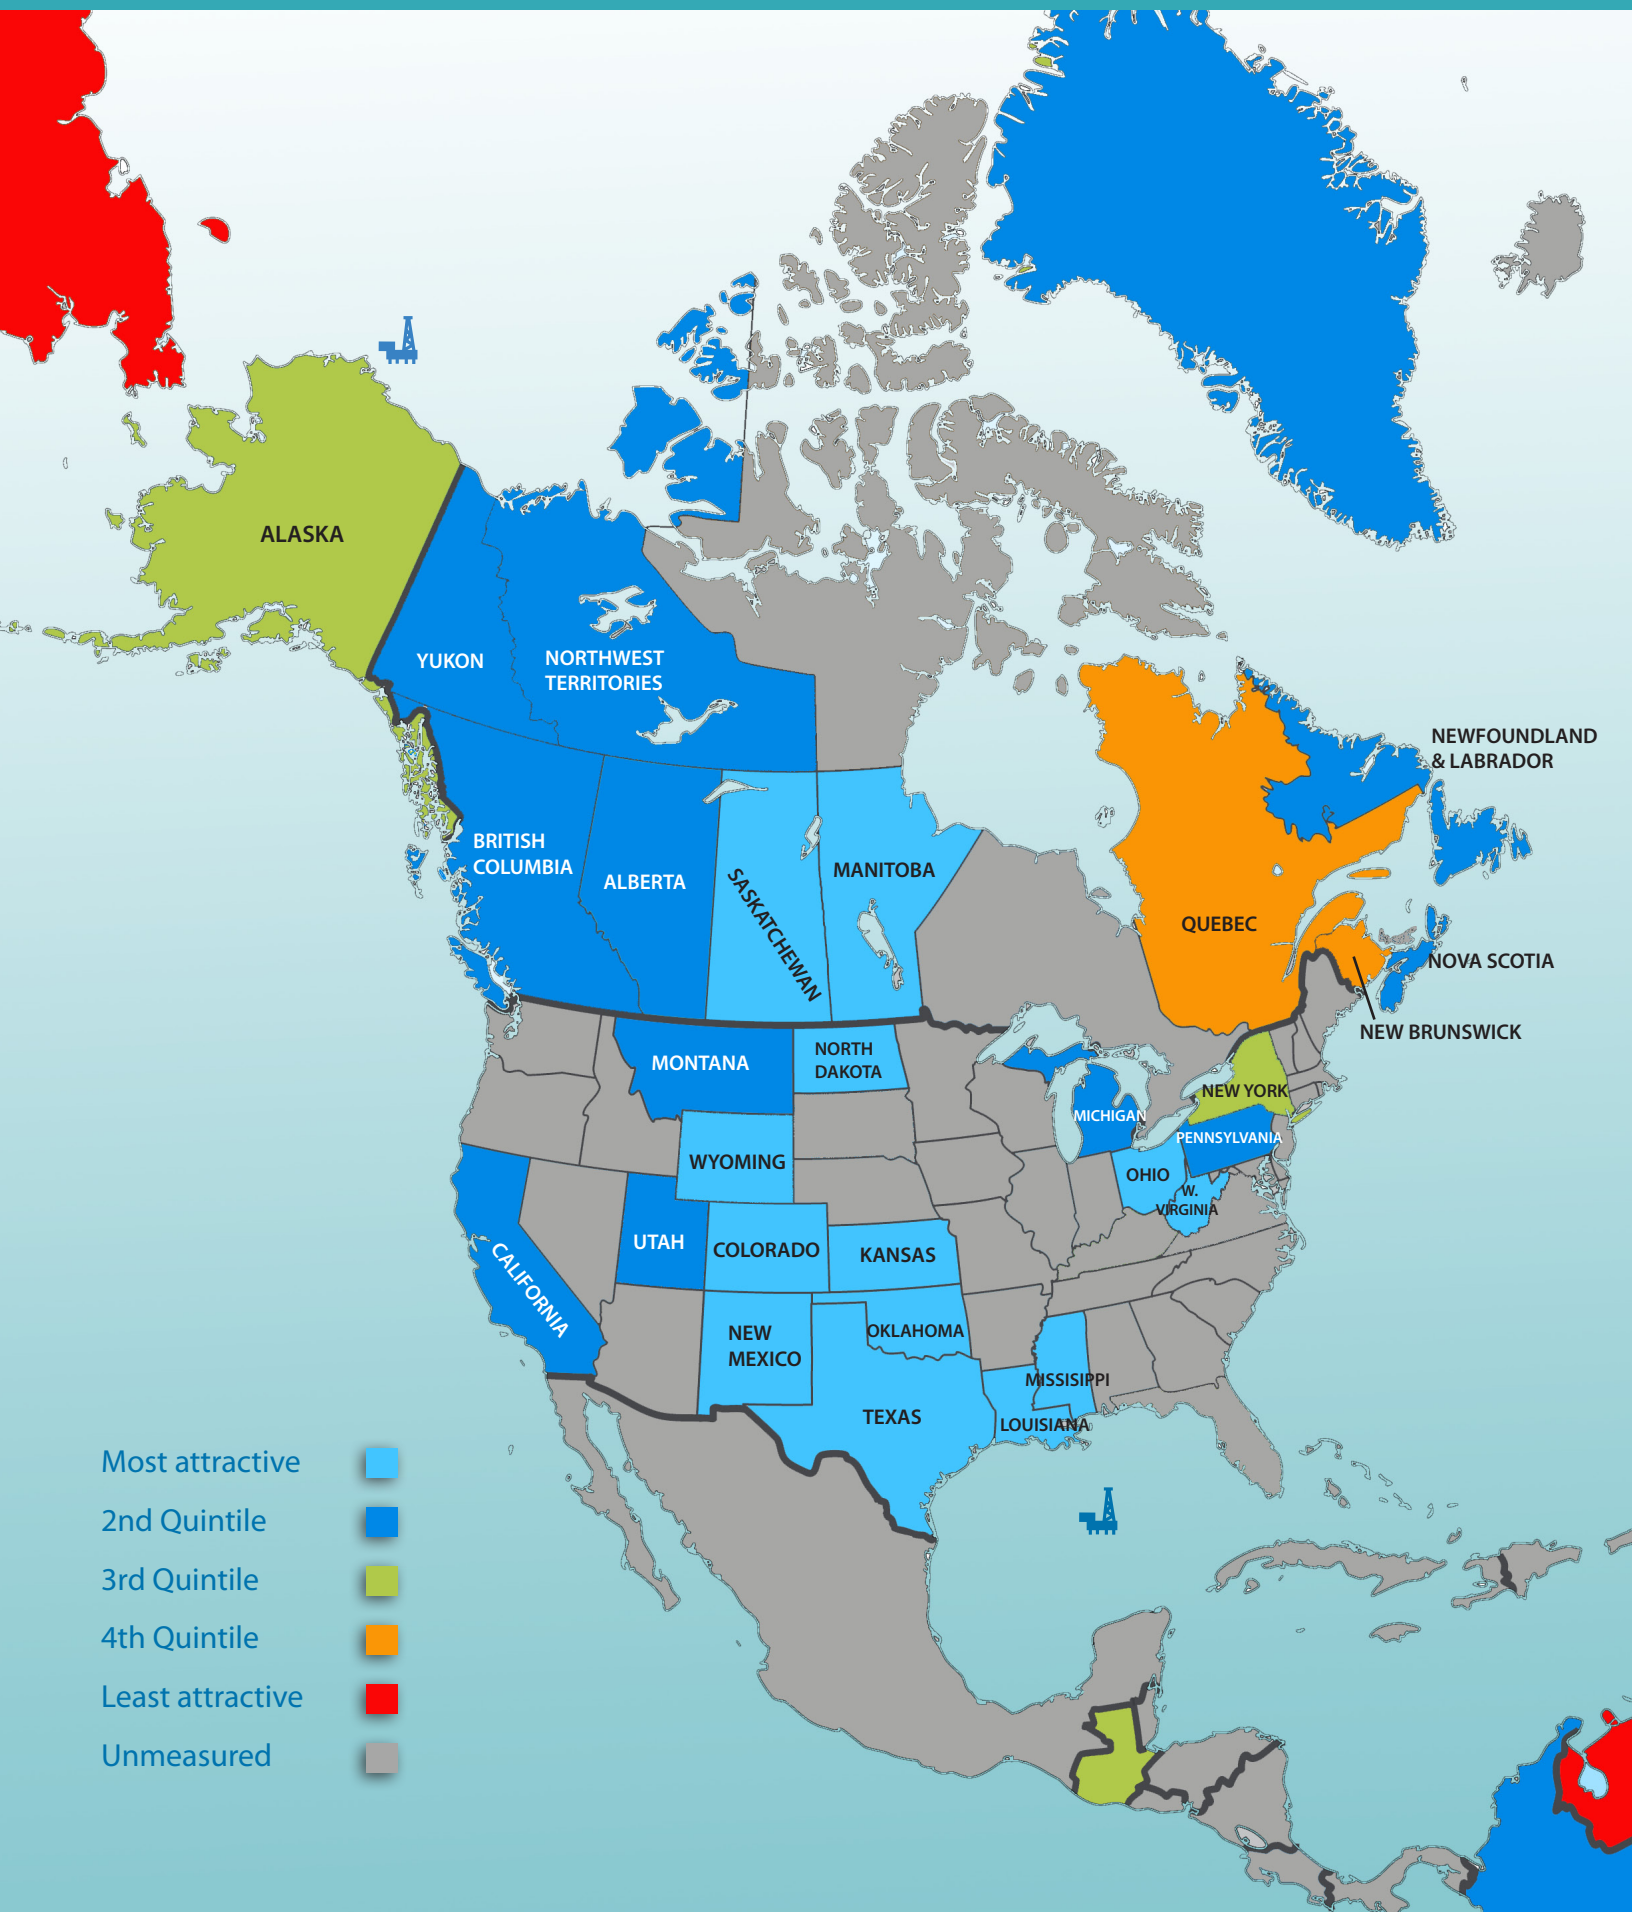 ALASKA
YUKON
NORTHWEST
TERRITORIES
NEWFOUNDLAND
& LABRADOR
BRITISH
COLUMBIA
ALBERTA
SASKATCHEWAN
MANITOBA
QUEBEC
NOVA SCOTIA
NEW BRUNSWICK
MONTANA
NORTH
DAKOTA
NEW YORK
MICHIGAN
PENNSYLVANIA
WYOMING
OHIO
W.
VIRGINIA
UTAH
COLORADO
KANSAS
CALIFORNIA
NEW
MEXICO
OKLAHOMA
MISSISIPPI
TEXAS
LOUISIANA
Most attractive
2nd Quintile
3rd Quintile
4th Quintile
Least attractive
Unmeasured